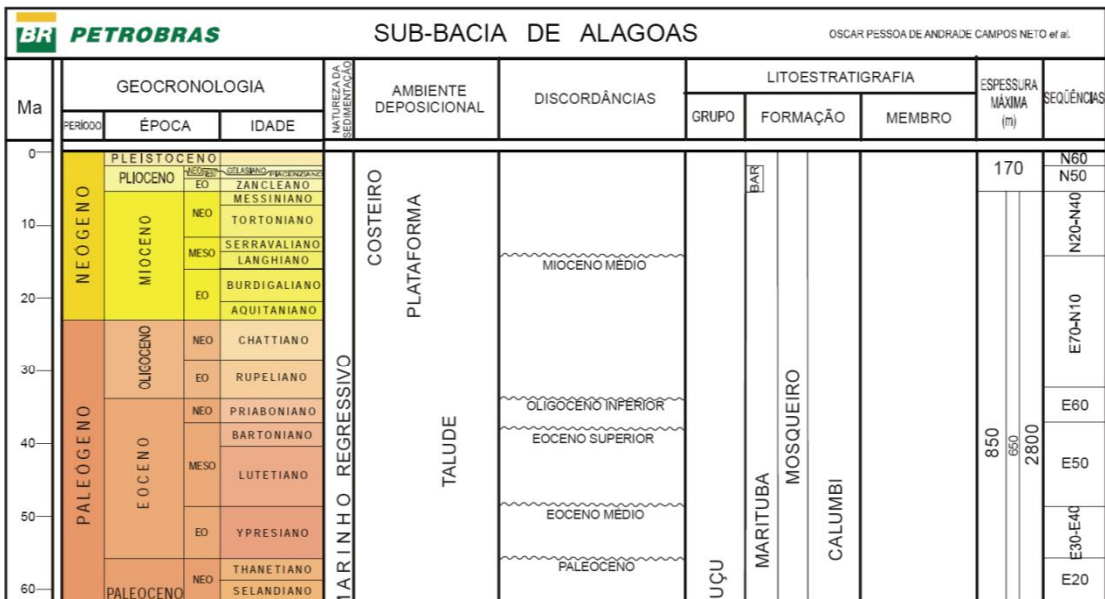 BR PETROBRAS
SUB-BACIA DE ALAGOAS
OSCAR PESSOA DE ANDRADE CAMPOS NETO et al.
Ma
GEOCRONOLOGIA
PERÍODO
ÉPOCA
IDADE
NATUREZA DA
SEDIMENTAÇÃO
AMBIENTE
DEPOSICIONAL
DISCORDÂNCIAS
LITOESTRATIGRAFIA
GRUPO
FORMAÇÃO
MEMBRO
ESPESSURA
MÁXIMA
(m)
SEQÜÊNCIAS
0
10
20
30
40
50
60
NEÓGENO
PALEÓGENO
PLEISTOCENO
PLIOCENO
MIOCENO
OLIGOCENO
EOCENO
PALEOCENO
EO
NEO
MESO
EO
NEO
EO
NEO
MESO
EO
NEO
GELASIANO
PIACENZIANO
ZANCLEANO
MESSINIANO
TORTONIANO
SERRAVALIANO
LANGHIANO
BURDIGALIANO
AQUITANIANO
CHATTIANO
RUPELIANO
PRIABONIANO
BARTONIANO
LUTETIANO
YPRESIANO
THANETIANO
SELANDIANO
MARINHO REGRESSIVO
COSTEIRO
PLATAFORMA
TALUDE
MIOCENO MÉDIO
OLIGOCENO INFERIOR
EOCENO SUPERIOR
EOCENO MÉDIO
PALEOCENO
UÇU
BAR
MARITUBA
MOSQUEIRO
CALUMBI
170
850
650
2800
N60
N50
N20-N40
E70-N10
E60
E50
E30-E40
E20